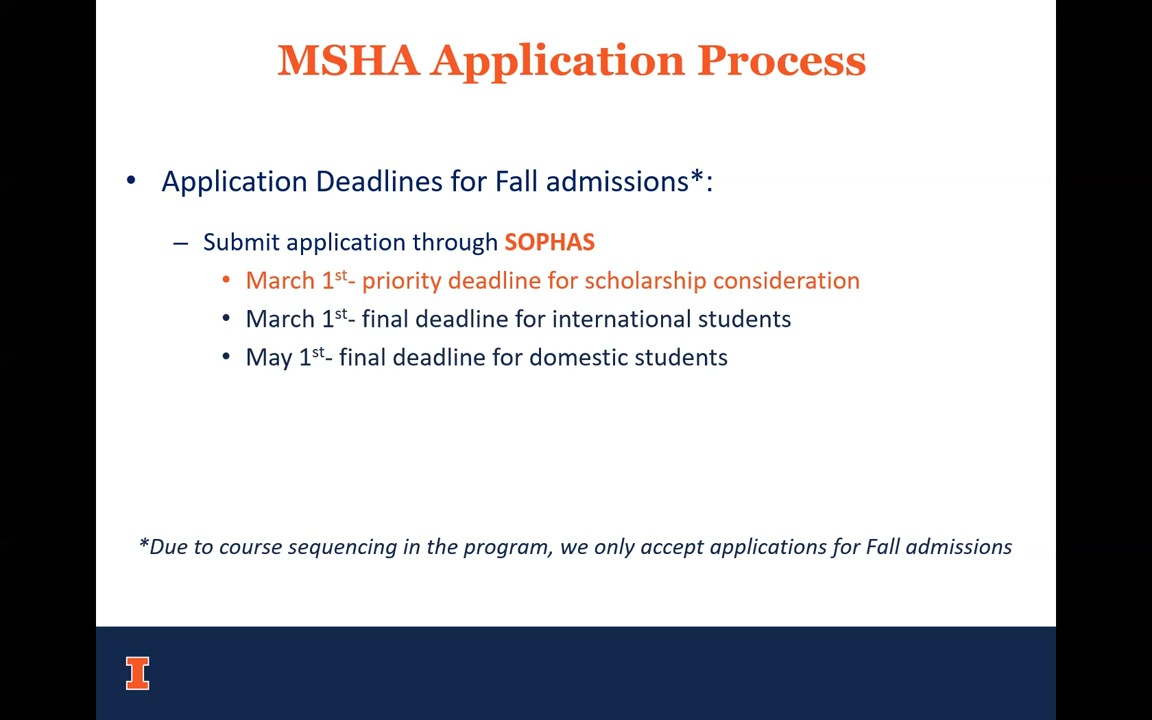 MSHA Application Process
• Application Deadlines for Fall admissions*:
– Submit application through SOPHAS
• March 1st- priority deadline for scholarship consideration
• March 1st- final deadline for international students
• May 1st- final deadline for domestic students
*Due to course sequencing in the program, we only accept applications for Fall admissions
I